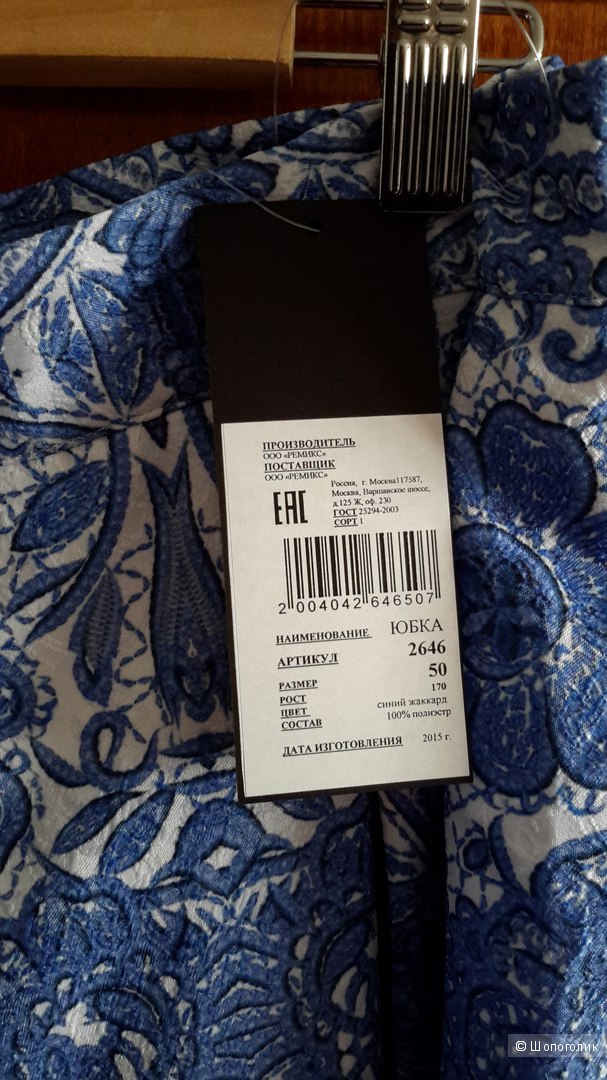 ПРОИЗВОДИТЕЛЬ
ООО «РЕМИКС»
ПОСТАВЩИК
ООО «РЕМИКС»
Россия, г. Москва117587,
Москва, Варшавское шоссе,
д.125 Ж, оф. 230
ЕАС
ГОСТ 25294-2003
СОРТ 1
2 004042 646507
НАИМЕНОВАНИЕ ЮБКА
АРТИКУЛ 2646
РАЗМЕР 50
РОСТ 170
ЦВЕТ синий жаккард
СОСТАВ 100% полиэстр
ДАТА ИЗГОТОВЛЕНИЯ 2015 г.
© Шопоголик